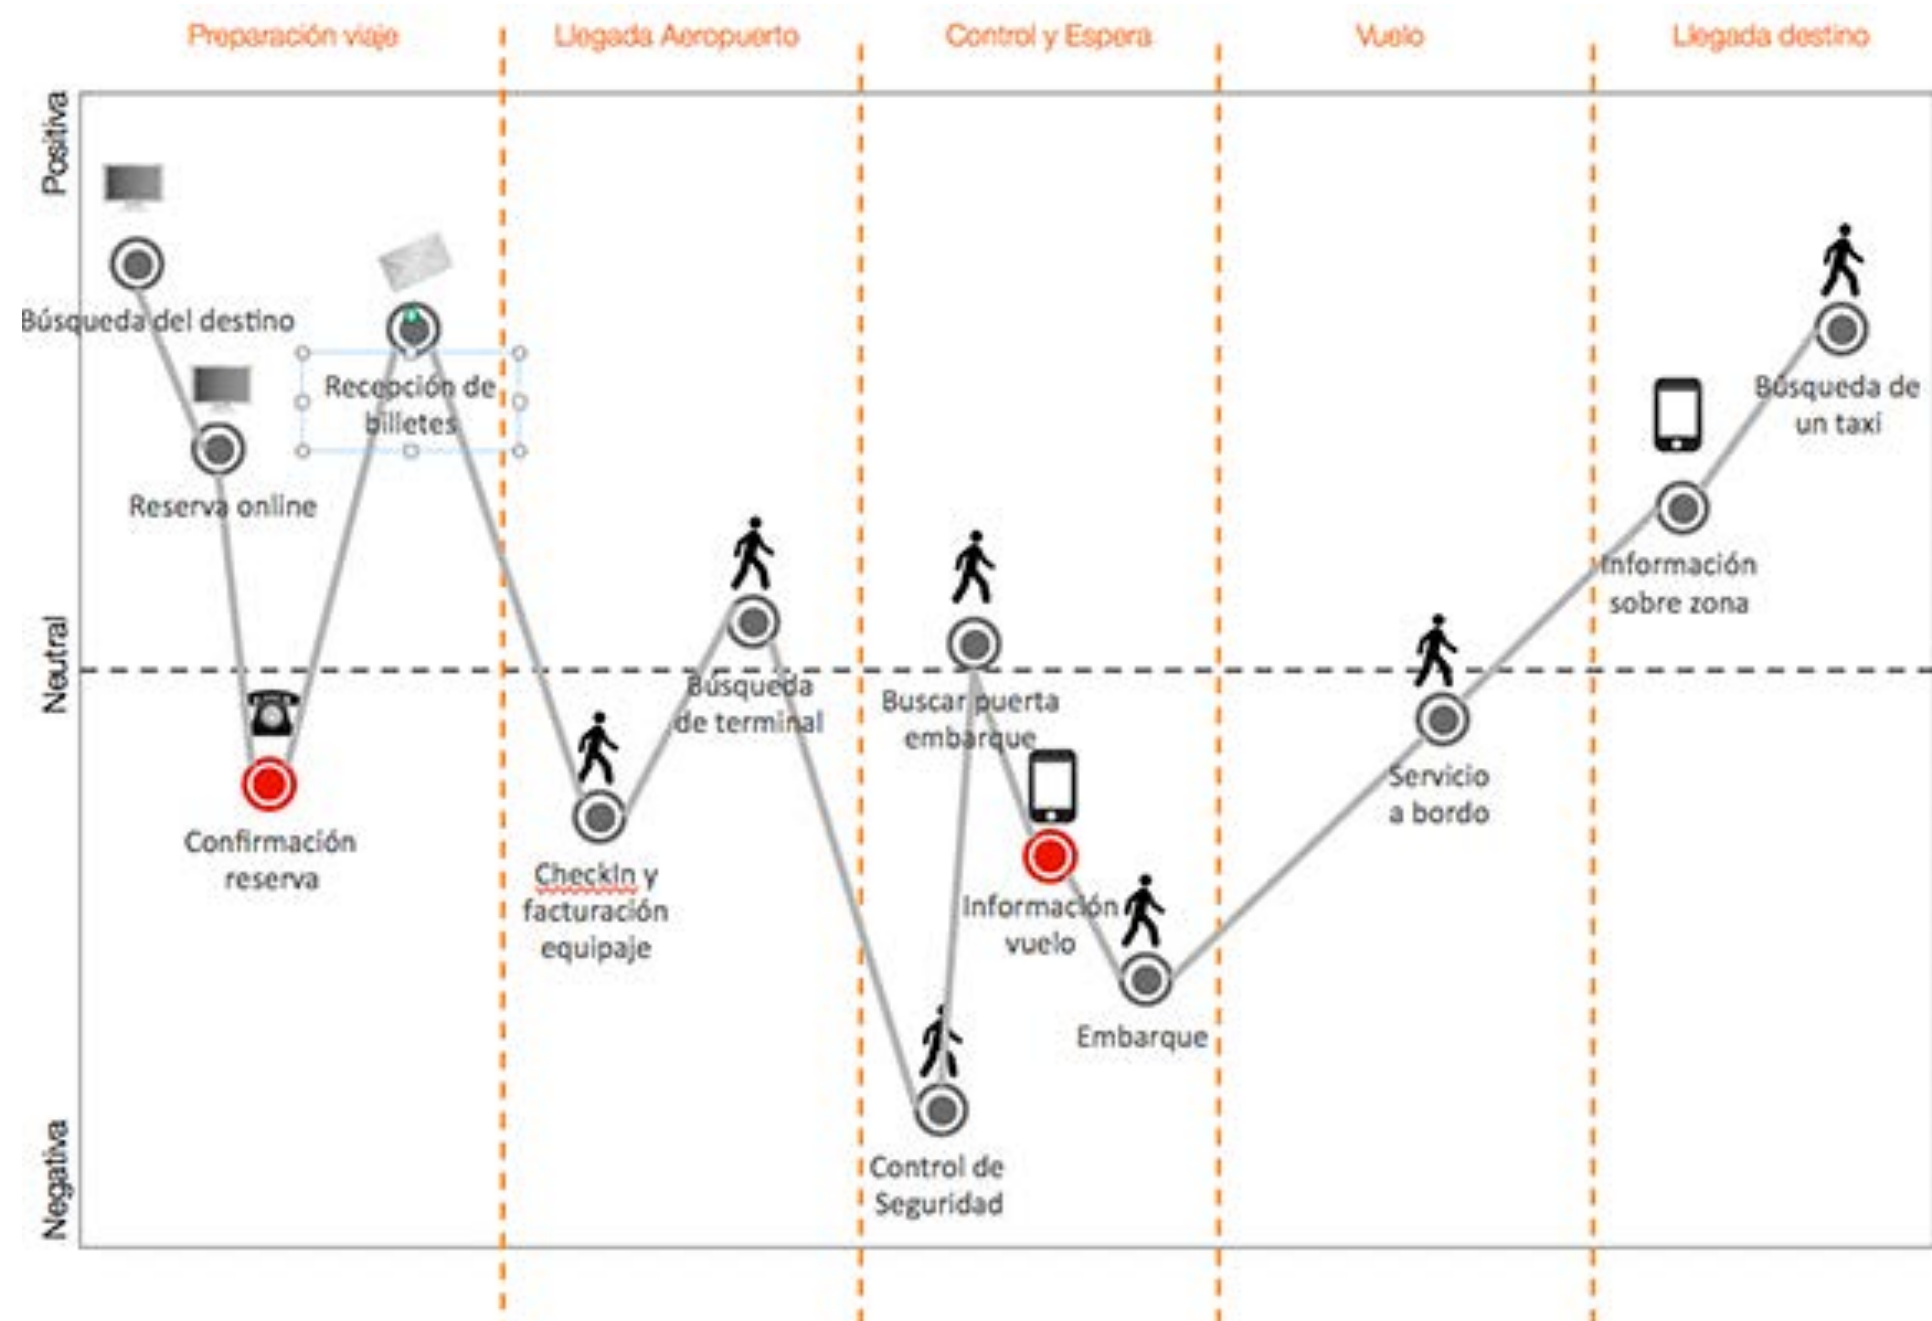 Preparación viaje
Llegada Aeropuerto
Control y Espera
Vuelo
Llegada destino
Positiva
Neutral
Negativa
Búsqueda del destino
Reserva online
Confirmación
reserva
Recepción de
billetes
CheckIn y
facturación
equipaje
Búsqueda
de terminal
Control de
Seguridad
Buscar puerta
embarque
Información
vuelo
Embarque
Servicio
a bordo
Información
sobre zona
Búsqueda de
un taxi